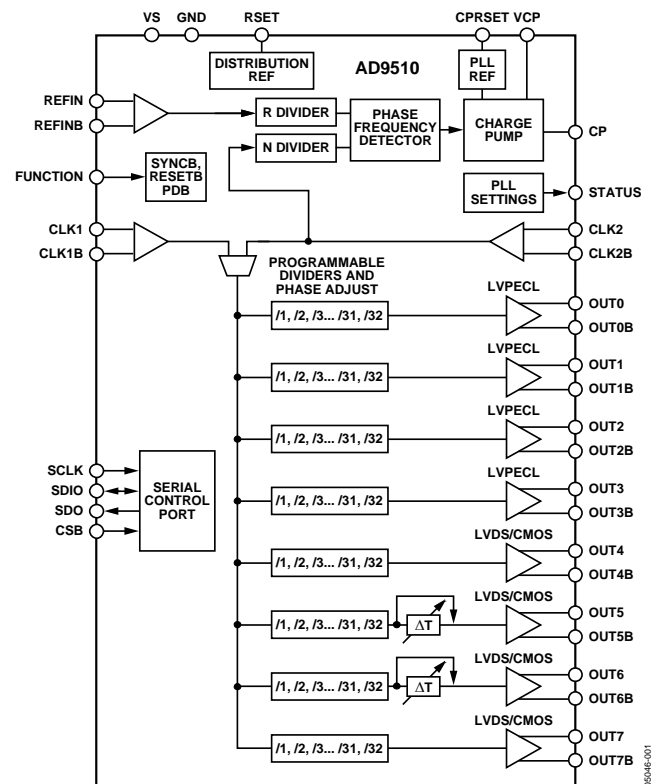 VS GND RSET CPRSET VCP
DISTRIBUTION
REF
AD9510
PLL
REF
REFIN
REFINB
R DIVIDER
N DIVIDER
PHASE
FREQUENCY
DETECTOR
CHARGE
PUMP
CP
FUNCTION
SYNCB,
RESETB
PDB
PLL
SETTINGS
STATUS
CLK1
CLK1B
CLK2
CLK2B
PROGRAMMABLE
DIVIDERS AND
PHASE ADJUST
LVPECL
/1, /2, /3... /31, /32
OUT0
OUT0B
LVPECL
/1, /2, /3... /31, /32
OUT1
OUT1B
LVPECL
/1, /2, /3... /31, /32
OUT2
OUT2B
SCLK
SDIO
SDO
CSB
SERIAL
CONTROL
PORT
LVPECL
/1, /2, /3... /31, /32
OUT3
OUT3B
LVDS/CMOS
/1, /2, /3... /31, /32
OUT4
OUT4B
LVDS/CMOS
/1, /2, /3... /31, /32
ΔT
OUT5
OUT5B
LVDS/CMOS
/1, /2, /3... /31, /32
ΔT
OUT6
OUT6B
LVDS/CMOS
/1, /2, /3... /31, /32
OUT7
OUT7B
05046-001